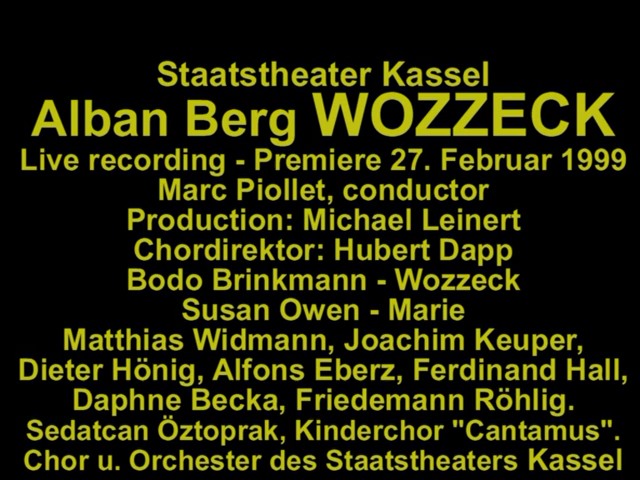 Staatstheater Kassel
Alban Berg WOZZECK
Live recording - Premiere 27. Februar 1999
Marc Piollet, conductor
Production: Michael Leinert
Chordirektor: Hubert Dapp
Bodo Brinkmann - Wozzeck
Susan Owen - Marie
Matthias Widmann, Joachim Keuper,
Dieter Hönig, Alfons Eberz, Ferdinand Hall,
Daphne Becka, Friedemann Röhlig.
Sedatcan Öztoprak, Kinderchor "Cantamus".
Chor u. Orchester des Staatstheaters Kassel